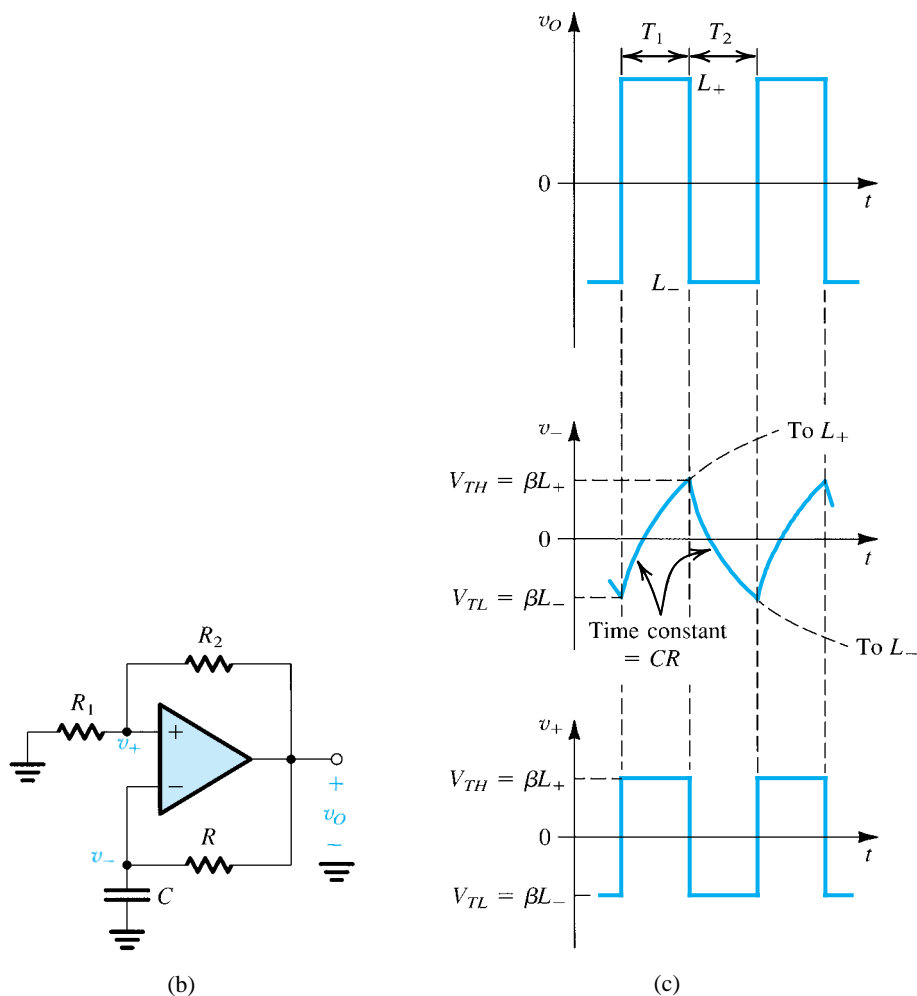 v_O
T_1
T_2
L_+
0
t
L_−
v_−
To L_+
V_TH = βL_+
0
t
V_TL = βL_−
Time constant
= CR
To L_−
v_+
V_TH = βL_+
0
t
V_TL = βL_−
(c)
R_2
R_1
v_+
+
−
+
v_O
−
R
v_−
C
(b)